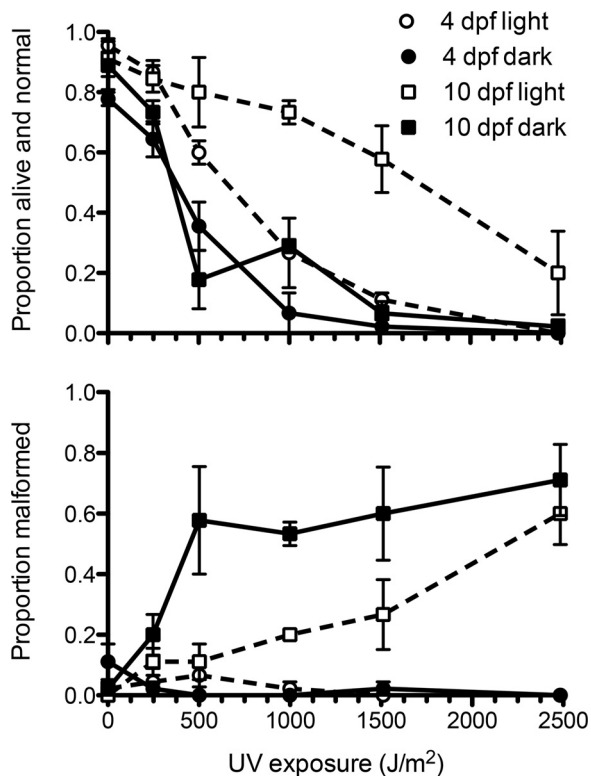 4 dpf light
4 dpf dark
10 dpf light
10 dpf dark
Proportion alive and normal
1.0
0.8
0.6
0.4
0.2
0.0
Proportion malformed
1.0
0.8
0.6
0.4
0.2
0.0
0 500 1000 1500 2000 2500
UV exposure (J/m²)